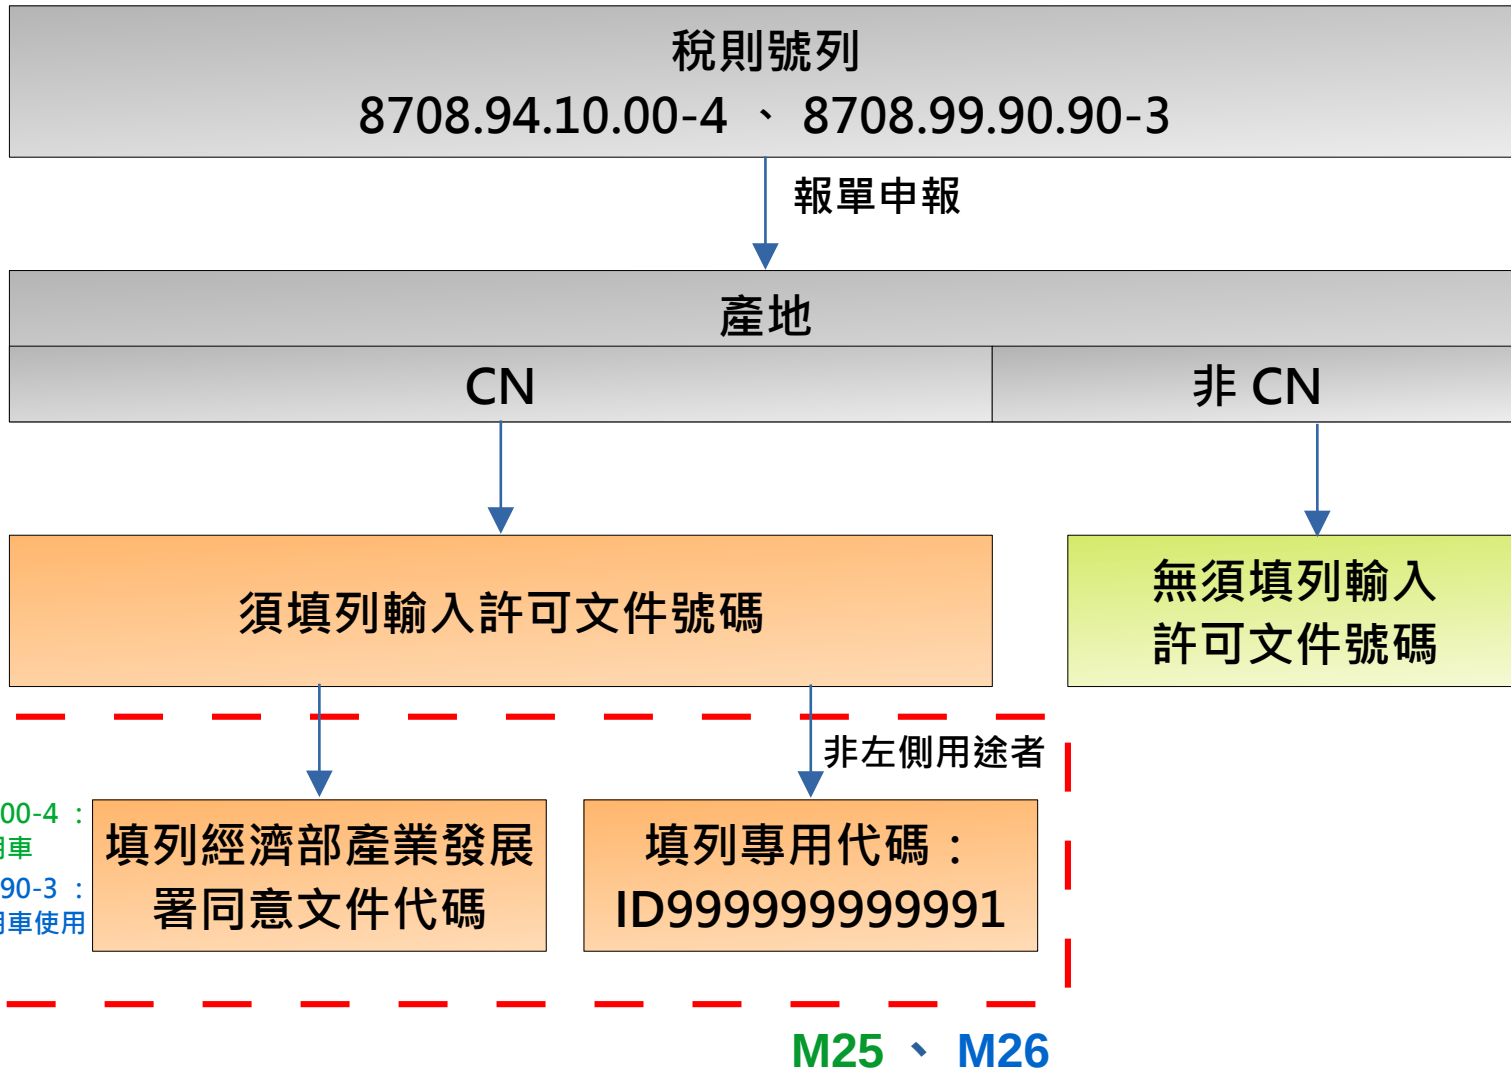 稅則號列
8708.94.10.00-4 、 8708.99.90.90-3
報單申報
產地
CN
非 CN
須填列輸入許可文件號碼
無須填列輸入
許可文件號碼
非左側用途者
00-4 ：
用車
90-3 ：
用車使用
填列經濟部產業發展
署同意文件代碼
填列專用代碼：
ID999999999991
M25 、 M26